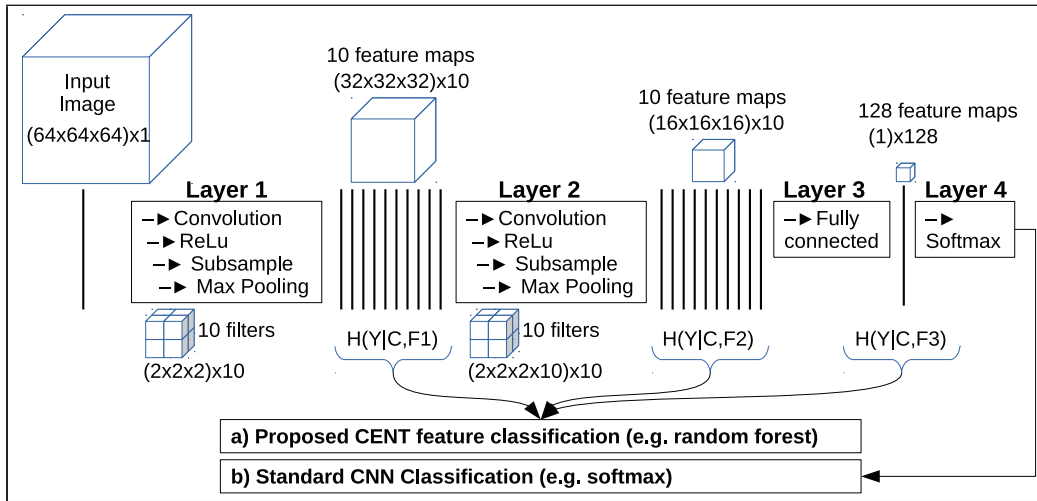 Input
Image
(64x64x64)x1
10 feature maps
(32x32x32)x10
10 feature maps
(16x16x16)x10
128 feature maps
(1)x128
Layer 1
Convolution
ReLu
Subsample
Max Pooling
10 filters
(2x2x2)x10
Layer 2
Convolution
ReLu
Subsample
Max Pooling
10 filters
(2x2x2x10)x10
Layer 3
Fully
connected
Layer 4
Softmax
H(Y|C,F1)
H(Y|C,F2)
H(Y|C,F3)
a) Proposed CENT feature classification (e.g. random forest)
b) Standard CNN Classification (e.g. softmax)